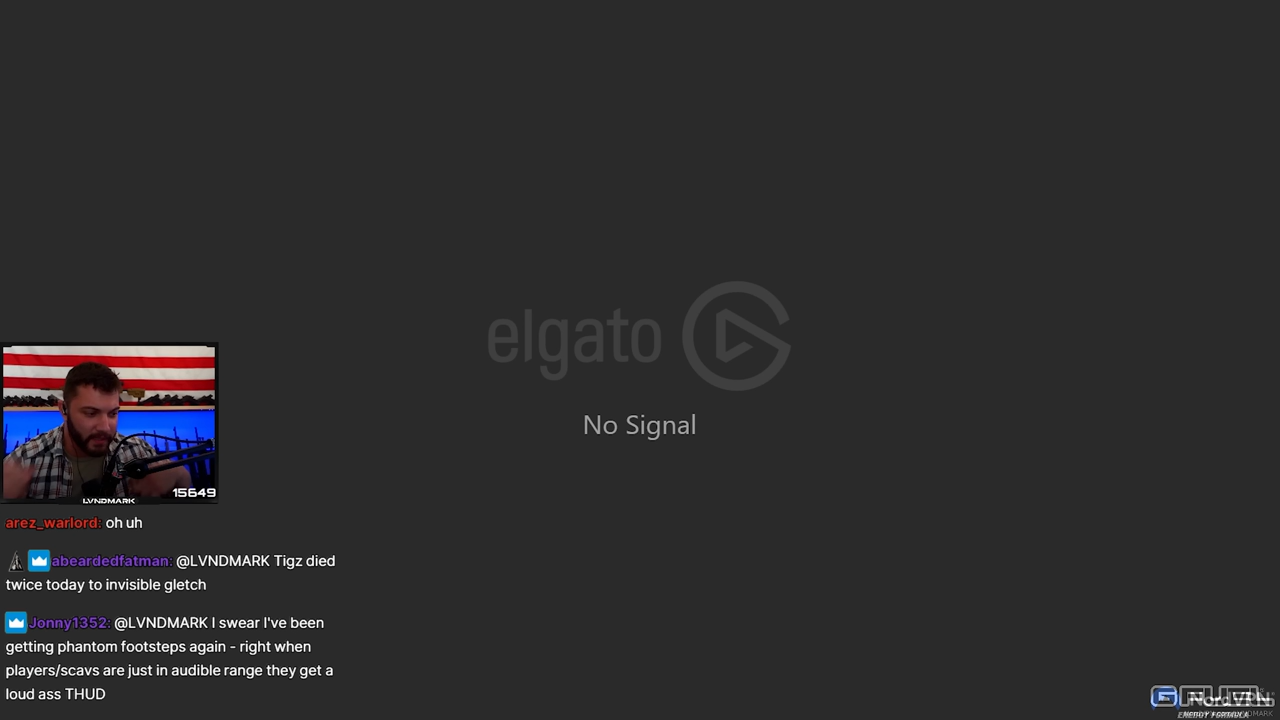 elgato
No Signal
15649
LVNDMARK
arez_warlord: oh uh
abeardedfatman: @LVNDMARK Tigz died
twice today to invisible gletch
Jonny1352: @LVNDMARK I swear I've been
getting phantom footsteps again - right when
players/scavs are just in audible range they get a
loud ass THUD